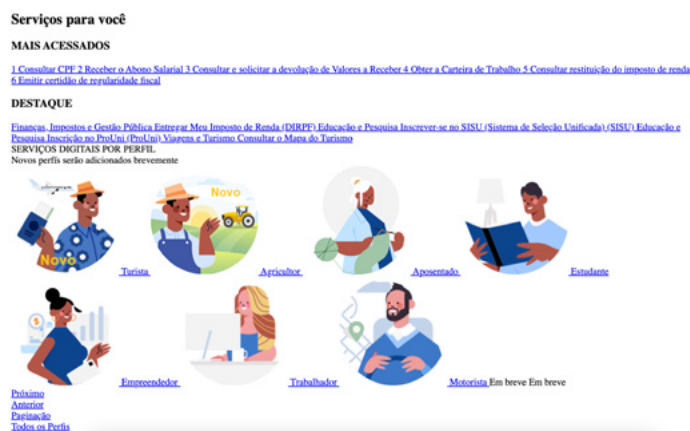 Serviços para você
MAIS ACESSADOS
1 Consultar CPF 2 Receber o Abono Salarial 3 Consultar e solicitar a devolução de Valores a Receber 4 Obter a Carteira de Trabalho 5 Consultar restituição do imposto de renda
6 Emitir certidão de regularidade fiscal
DESTAQUE
Finanças, Impostos e Gestão Pública Entregar Meu Imposto de Renda (DIRPF) Educação e Pesquisa Inscrever-se no SISU (Sistema de Seleção Unificada) (SISU) Educação e
Pesquisa Inscrição no ProUni (ProUni) Viagens e Turismo Consultar o Mapa do Turismo
SERVIÇOS DIGITAIS POR PERFIL
Novos perfis serão adicionados brevemente
Novo
Novo
Turista Agricultor Aposentado Estudante
Empreendedor Trabalhador Motorista Em breve Em breve
Próximo
Anterior
Paginação
Todos os Perfis